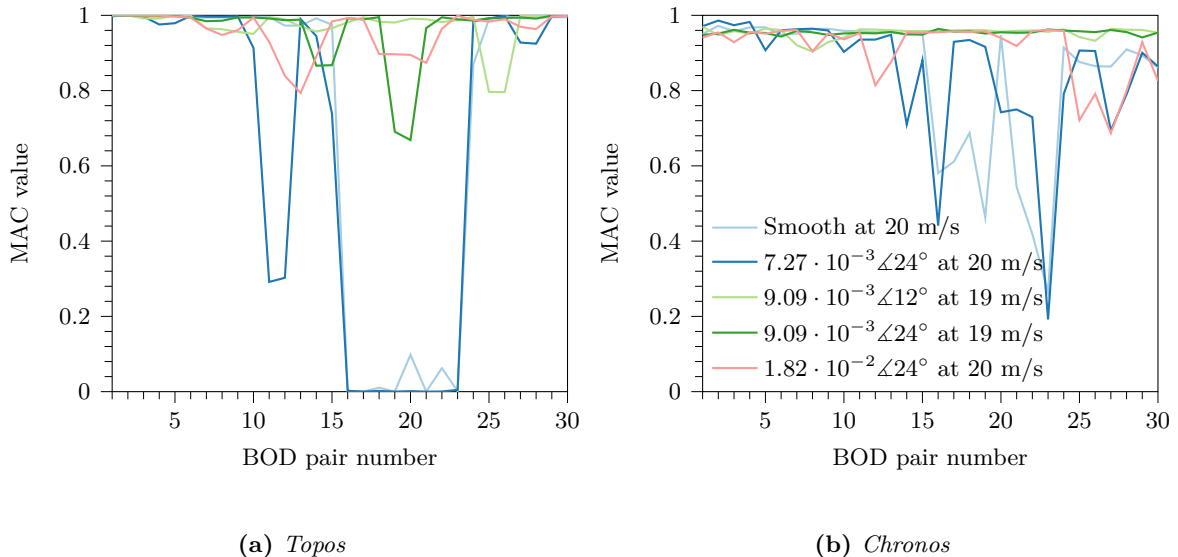 1
0.8
0.6
0.4
0.2
0
MAC value
5 10 15 20 25 30
BOD pair number
(a) Topos
1
0.8
0.6
0.4
0.2
0
MAC value
Smooth at 20 m/s
7.27 · 10⁻³∡24° at 20 m/s
9.09 · 10⁻³∡12° at 19 m/s
9.09 · 10⁻³∡24° at 19 m/s
1.82 · 10⁻²∡24° at 20 m/s
5 10 15 20 25 30
BOD pair number
(b) Chronos